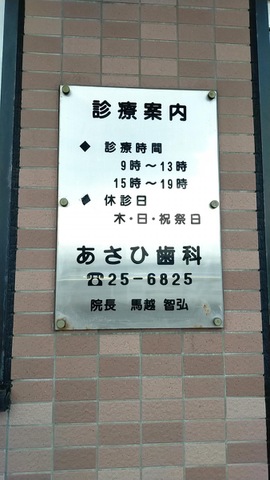 診療案内
◆ 診療時間
9時〜13時
15時〜19時
◆ 休診日
木・日・祝祭日
あさひ歯科
☎25-6825
院長 馬越 智弘